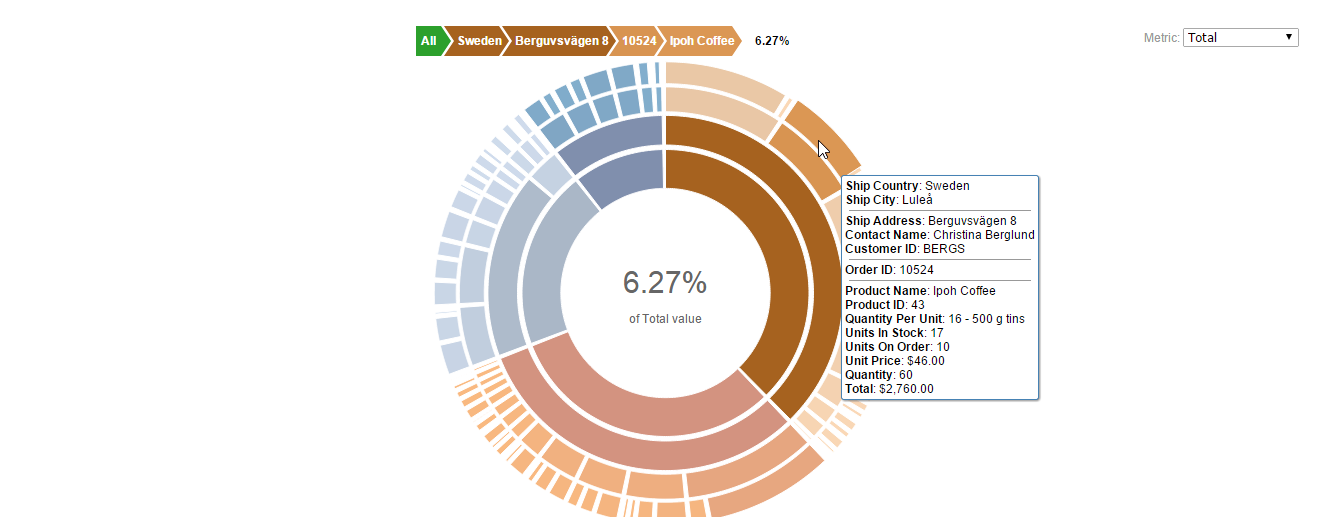 All Sweden Berguvsvägen 8 10524 Ipoh Coffee 6.27%
Metric: Total
6.27%
of Total value
Ship Country: Sweden
Ship City: Luleå
Ship Address: Berguvsvägen 8
Contact Name: Christina Berglund
Customer ID: BERGS
Order ID: 10524
Product Name: Ipoh Coffee
Product ID: 43
Quantity Per Unit: 16 - 500 g tins
Units In Stock: 17
Units On Order: 10
Unit Price: $46.00
Quantity: 60
Total: $2,760.00